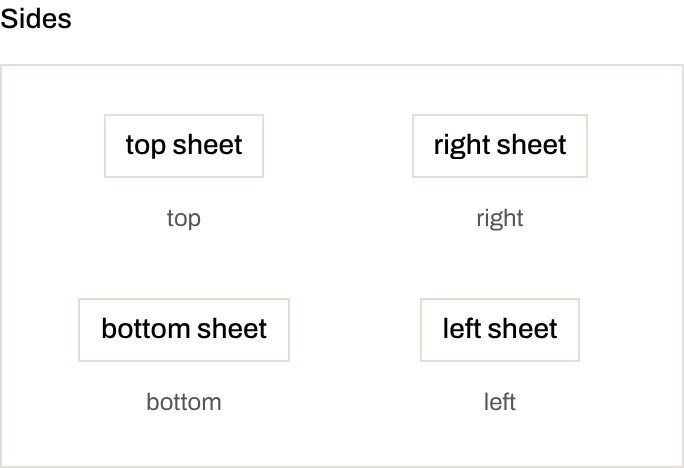 Sides
top sheet
right sheet
top
right
bottom sheet
left sheet
bottom
left